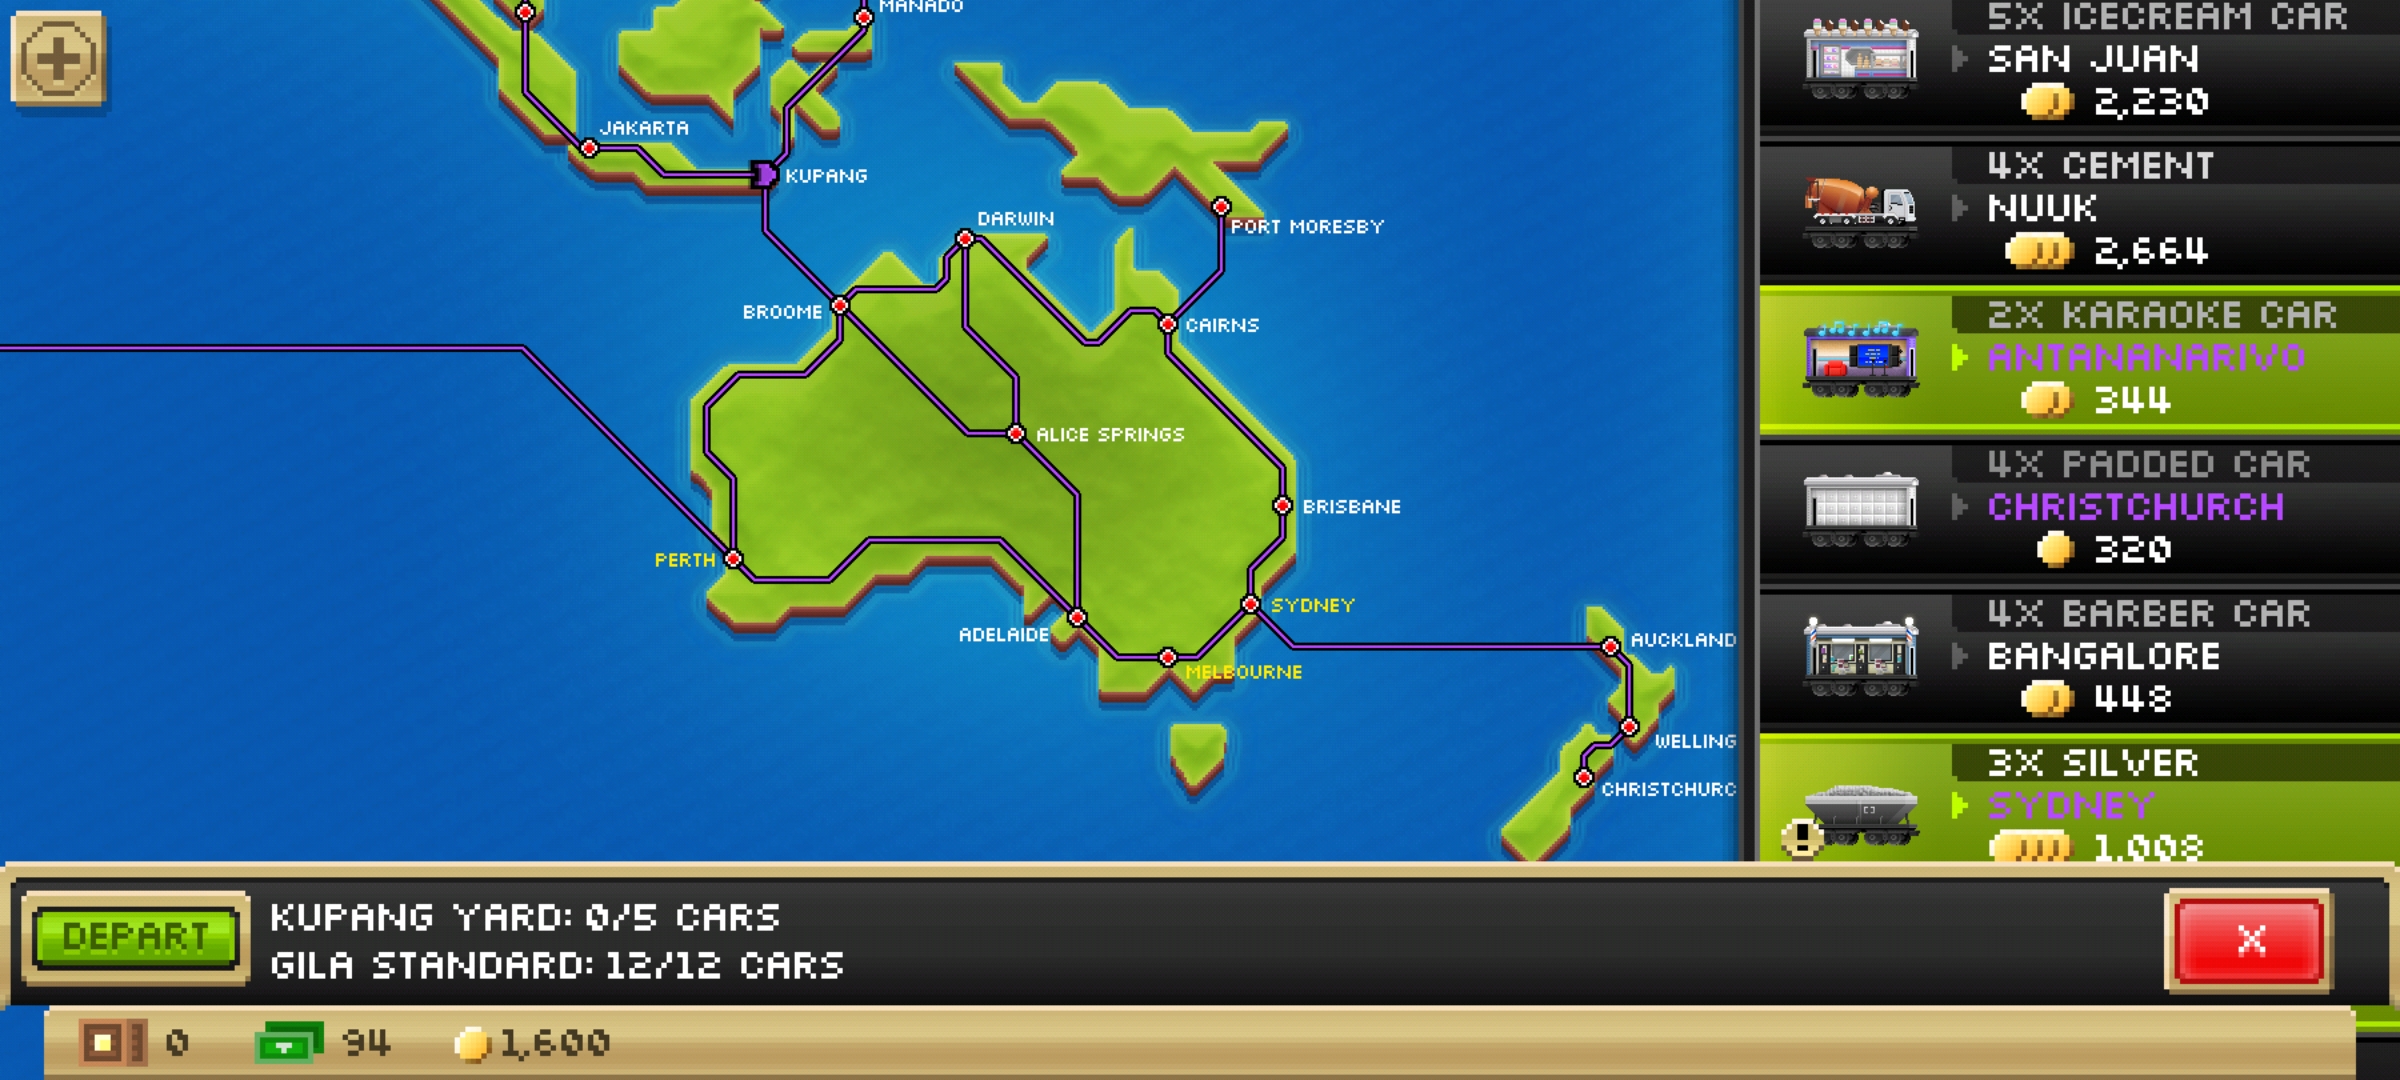 MANADO
JAKARTA
KUPANG
DARWIN
PORT MORESBY
BROOME
CAIRNS
ALICE SPRINGS
BRISBANE
PERTH
SYDNEY
ADELAIDE
MELBOURNE
AUCKLAND
WELLING
CHRISTCHURC
5X ICECREAM CAR
SAN JUAN
2,230
4X CEMENT
NUUK
2,664
2X KARAOKE CAR
ANTANANARIVO
344
4X PADDED CAR
CHRISTCHURCH
320
4X BARBER CAR
BANGALORE
448
3X SILVER
SYDNEY
1,008
DEPART
KUPANG YARD: 0/5 CARS
GILA STANDARD: 12/12 CARS
X
0 94 1,600